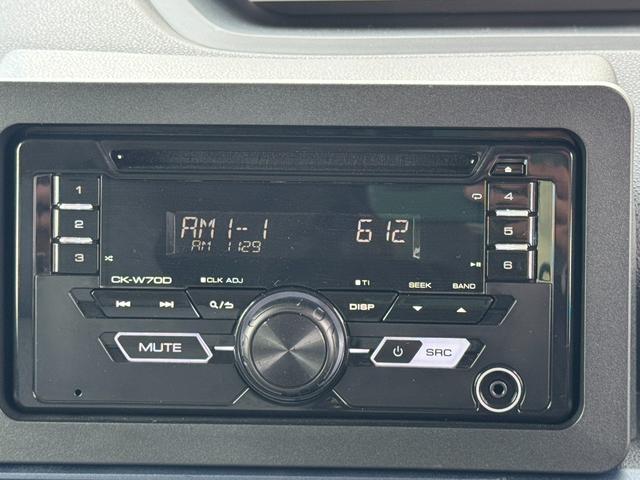 1
2
3
4
5
6
AM1-1 612
AM 11:29
CK-W70D
CLK ADJ
TI
SEEK
BAND
DISP
MUTE
SRC